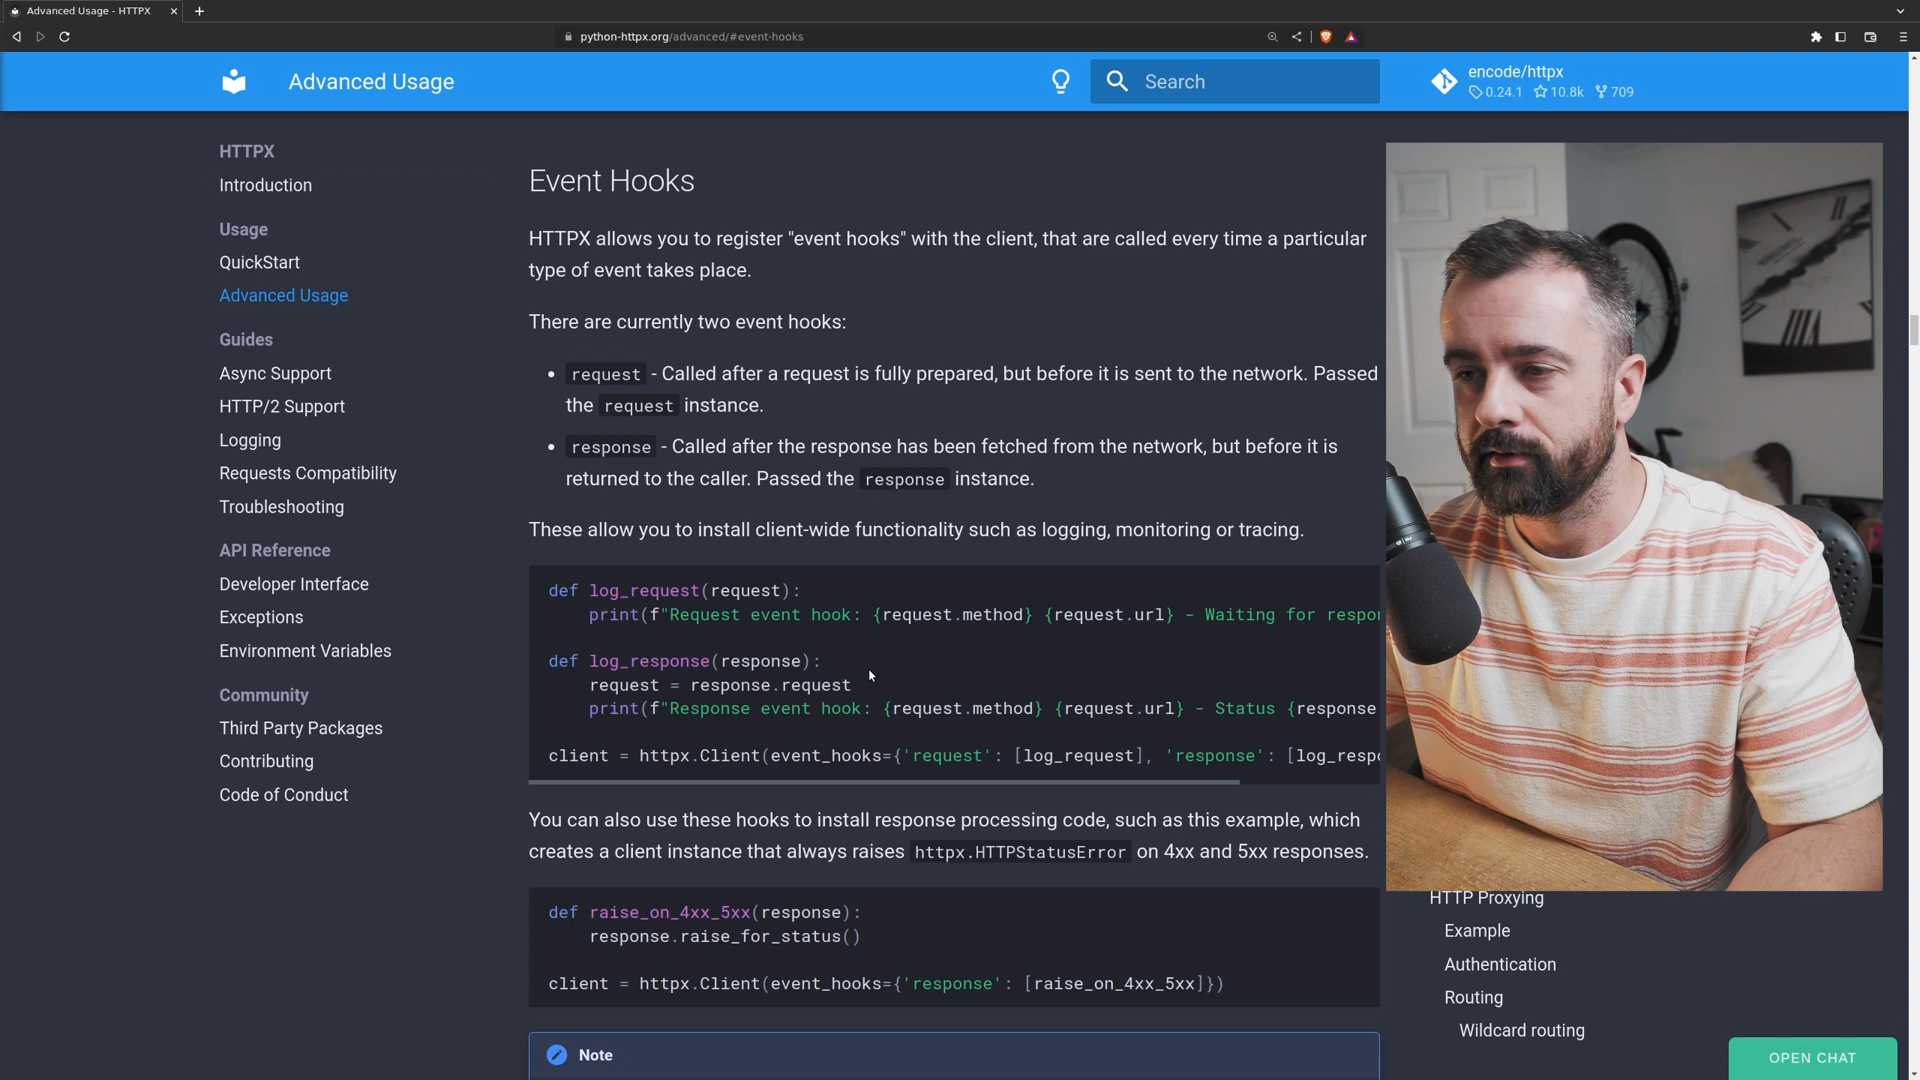 Advanced Usage - HTTPX
python-httpx.org/advanced/#event-hooks
Advanced Usage
Search
encode/httpx
0.24.1 10.8k 709
HTTPX
Introduction
Usage
QuickStart
Advanced Usage
Guides
Async Support
HTTP/2 Support
Logging
Requests Compatibility
Troubleshooting
API Reference
Developer Interface
Exceptions
Environment Variables
Community
Third Party Packages
Contributing
Code of Conduct
Event Hooks
HTTPX allows you to register "event hooks" with the client, that are called every time a particular
type of event takes place.
There are currently two event hooks:
request - Called after a request is fully prepared, but before it is sent to the network. Passed
the request instance.
response - Called after the response has been fetched from the network, but before it is
returned to the caller. Passed the response instance.
These allow you to install client-wide functionality such as logging, monitoring or tracing.
def log_request(request):
print(f"Request event hook: {request.method} {request.url} - Waiting for respon
def log_response(response):
request = response.request
print(f"Response event hook: {request.method} {request.url} - Status {response
client = httpx.Client(event_hooks={'request': [log_request], 'response': [log_respo
You can also use these hooks to install response processing code, such as this example, which
creates a client instance that always raises httpx.HTTPStatusError on 4xx and 5xx responses.
def raise_on_4xx_5xx(response):
response.raise_for_status()
client = httpx.Client(event_hooks={'response': [raise_on_4xx_5xx]})
Note
HTTP Proxying
Example
Authentication
Routing
Wildcard routing
OPEN CHAT